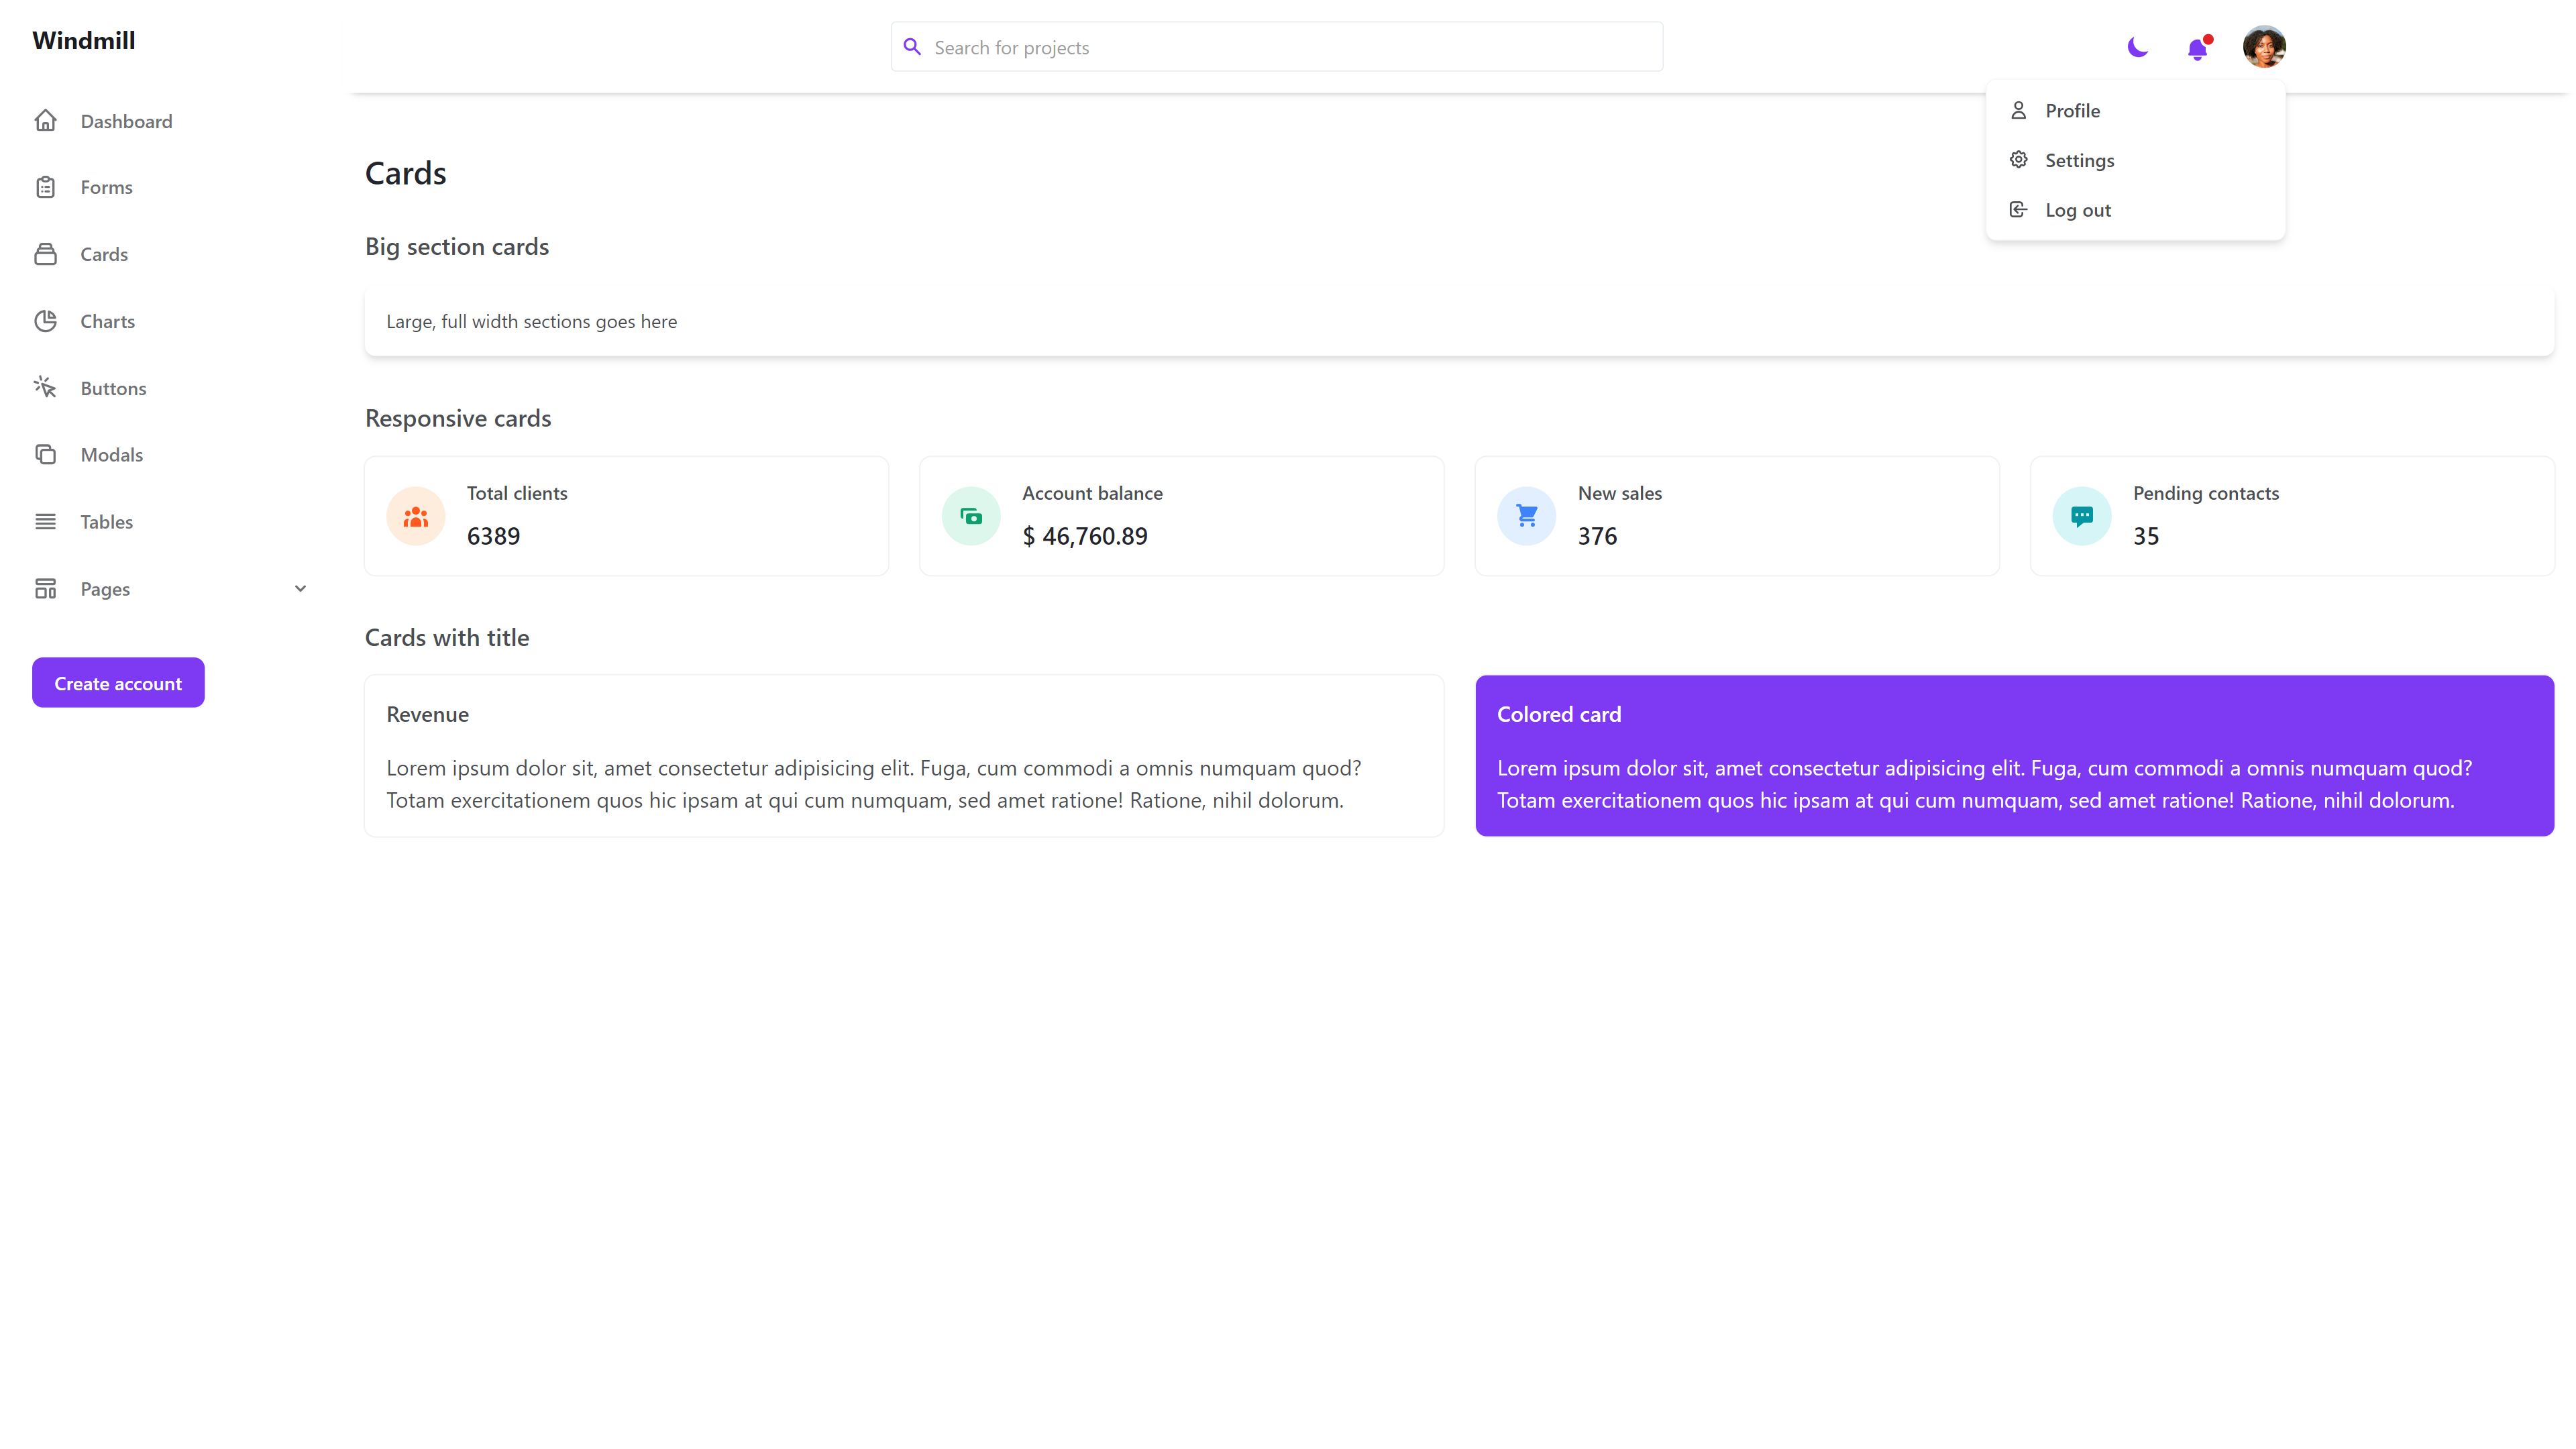 Windmill
Search for projects
Dashboard
Forms
Cards
Charts
Buttons
Modals
Tables
Pages
Create account
Profile
Settings
Log out
Cards
Big section cards
Large, full width sections goes here
Responsive cards
Total clients
6389
Account balance
$ 46,760.89
New sales
376
Pending contacts
35
Cards with title
Revenue
Lorem ipsum dolor sit, amet consectetur adipisicing elit. Fuga, cum commodi a omnis numquam quod?
Totam exercitationem quos hic ipsam at qui cum numquam, sed amet ratione! Ratione, nihil dolorum.
Colored card
Lorem ipsum dolor sit, amet consectetur adipisicing elit. Fuga, cum commodi a omnis numquam quod?
Totam exercitationem quos hic ipsam at qui cum numquam, sed amet ratione! Ratione, nihil dolorum.